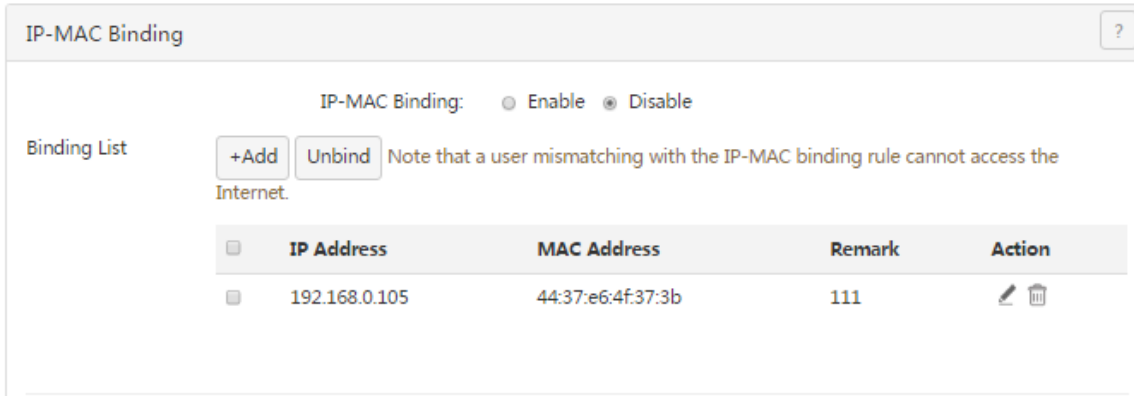 IP-MAC Binding
?
IP-MAC Binding: Enable Disable
Binding List
+Add Unbind Note that a user mismatching with the IP-MAC binding rule cannot access the
Internet.
IP Address MAC Address Remark Action
192.168.0.105 44:37:e6:4f:37:3b 111